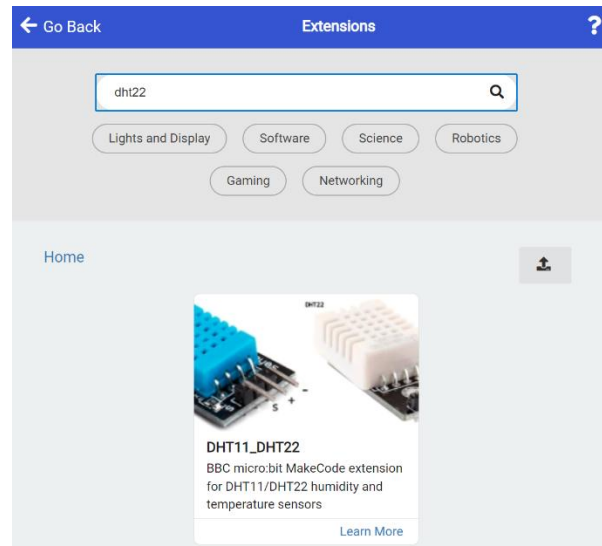 Go Back
Extensions
?
dht22
Lights and Display
Software
Science
Robotics
Gaming
Networking
Home
DHT22
S + -
DHT11_DHT22
BBC micro:bit MakeCode extension
for DHT11/DHT22 humidity and
temperature sensors
Learn More